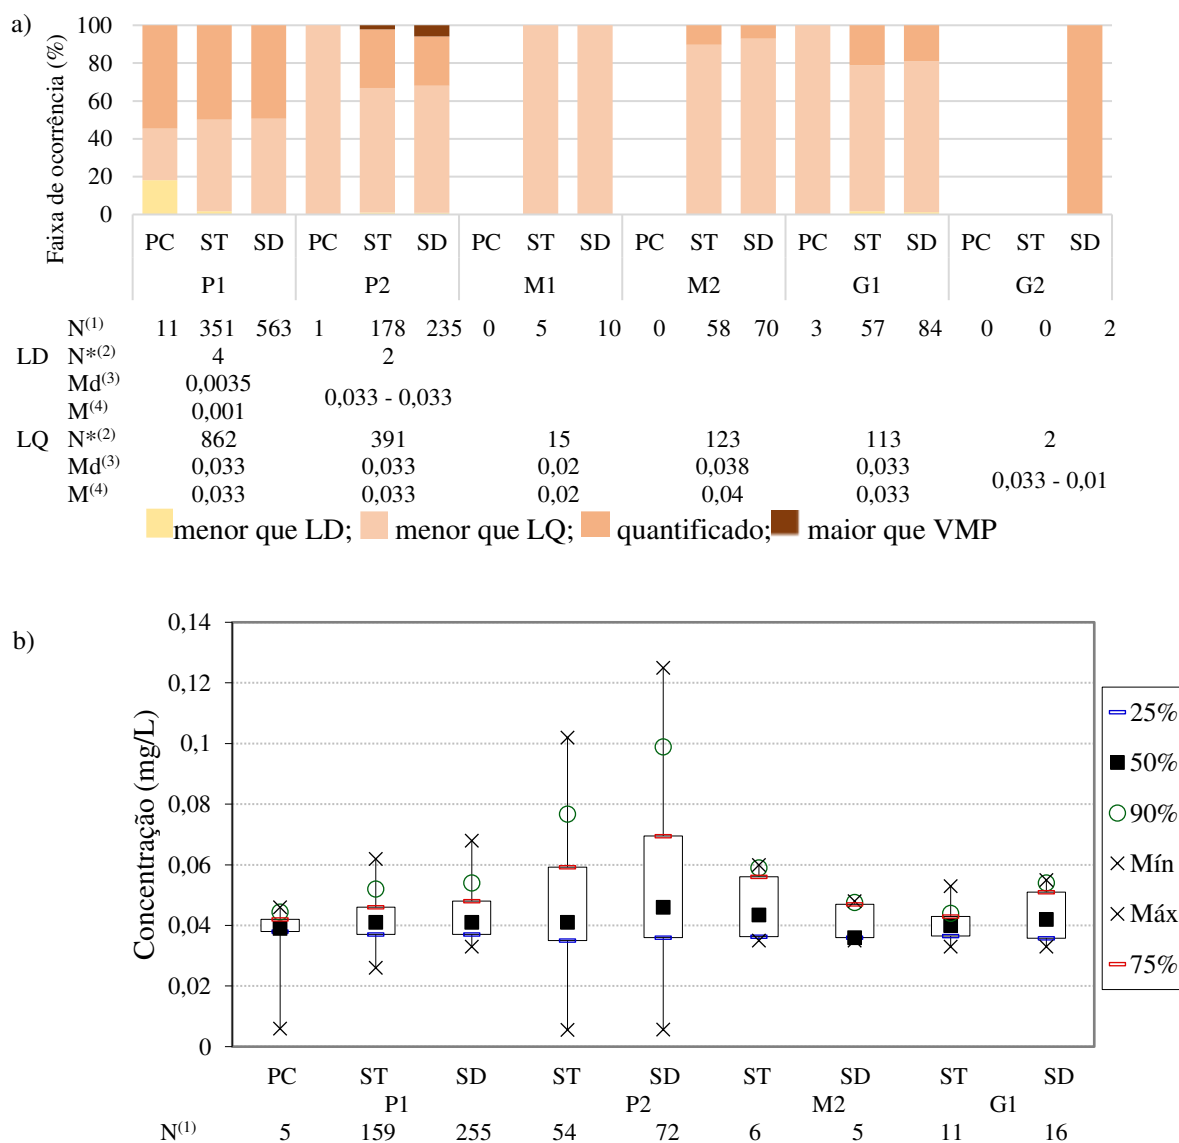 a)
Faixa de ocorrência (%)
100
80
60
40
20
0
PC ST SD PC ST SD PC ST SD PC ST SD PC ST SD PC ST SD
P1 P2 M1 M2 G1 G2
N(1) 11 351 563 1 178 235 0 5 10 0 58 70 3 57 84 0 0 2
LD N*(2) 4 2
Md(3) 0,0035
0,033 - 0,033
M(4) 0,001
LQ N*(2) 862 391 15 123 113 2
Md(3) 0,033 0,033 0,02 0,038 0,033
0,033 - 0,01
M(4) 0,033 0,033 0,02 0,04 0,033
menor que LD; menor que LQ; quantificado; maior que VMP
b)
Concentração (mg/L)
0,14
0,12
0,1
0,08
0,06
0,04
0,02
0
25%
50%
90%
Mín
Máx
75%
PC ST SD ST SD ST SD ST SD
P1 P2 M2 G1
N(1) 5 159 255 54 72 6 5 11 16